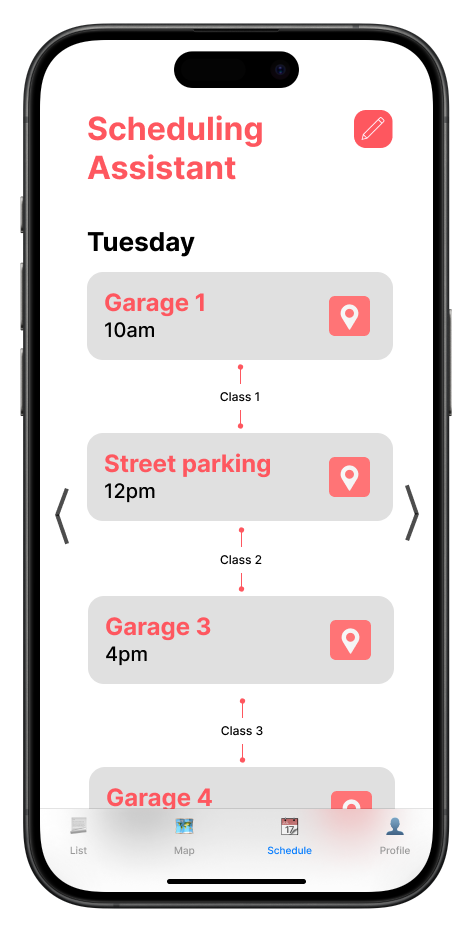 Scheduling
Assistant
Tuesday
Garage 1
10am
Class 1
Street parking
12pm
Class 2
Garage 3
4pm
Class 3
Garage 4
17
List
Map
Schedule
Profile